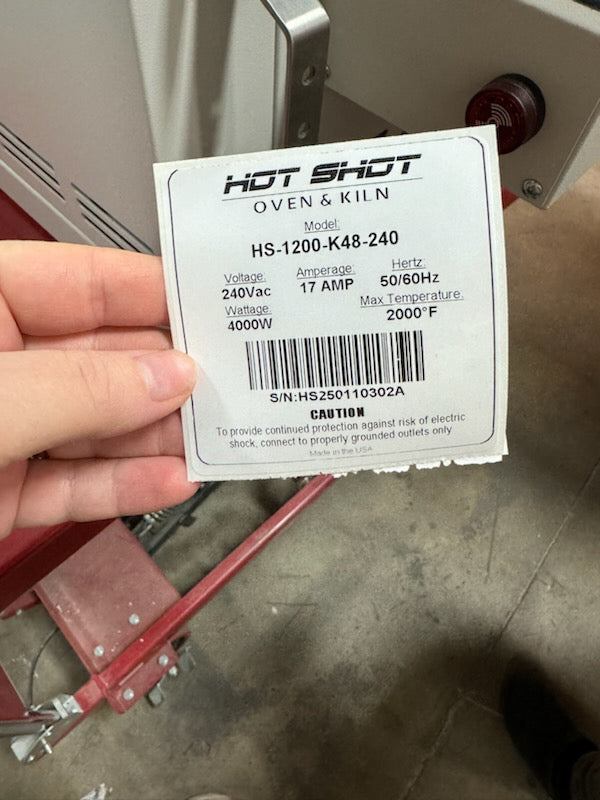 HOT SHOT
OVEN & KILN
Model:
HS-1200-K48-240
Voltage: Amperage: Hertz:
240Vac 17 AMP 50/60Hz
Wattage: Max Temperature:
4000W 2000°F
S/N:HS250110302A
CAUTION
To provide continued protection against risk of electric
shock, connect to properly grounded outlets only
Made in the USA